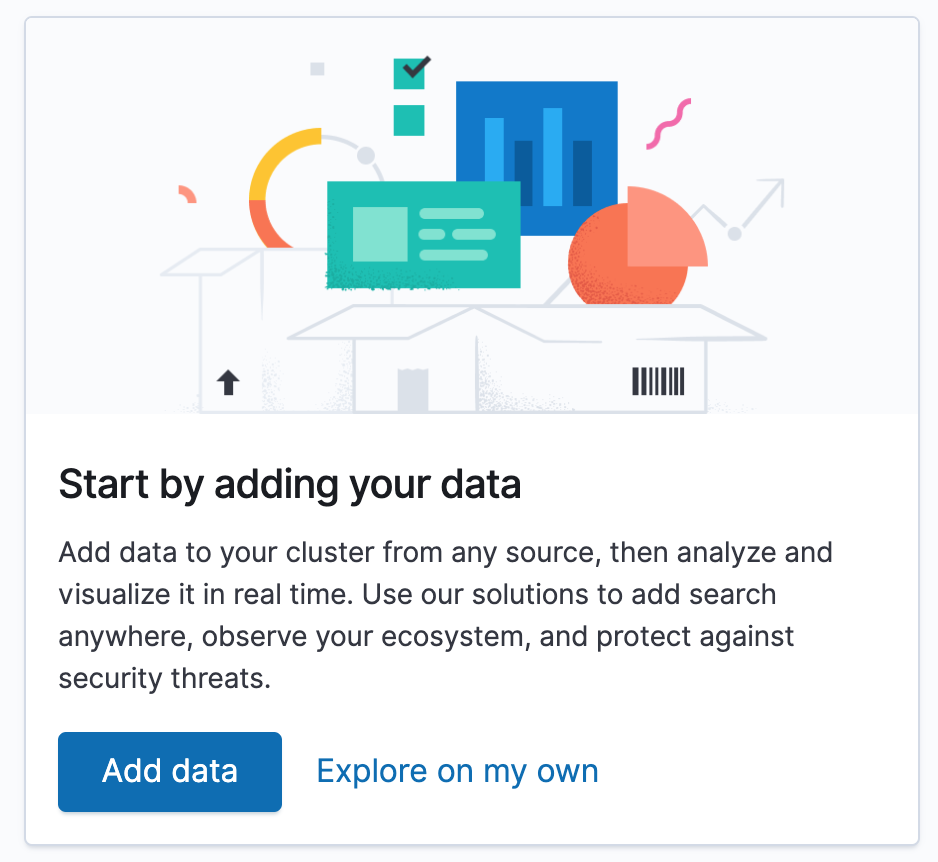 Start by adding your data
Add data to your cluster from any source, then analyze and
visualize it in real time. Use our solutions to add search
anywhere, observe your ecosystem, and protect against
security threats.
Add data
Explore on my own